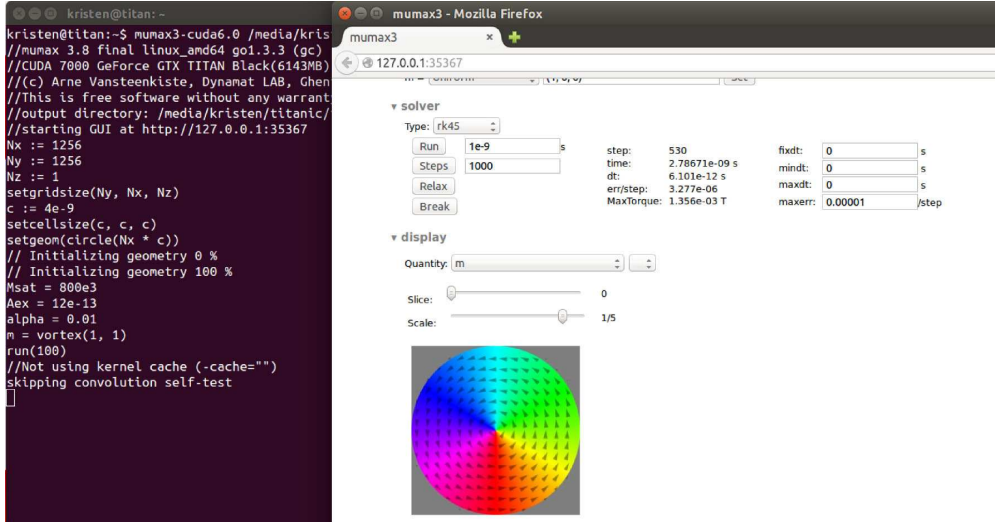 kristen@titan: ~
kristen@titan:~$ mumax3-cuda6.0 /media/kris
//mumax 3.8 final linux_amd64 go1.3.3 (gc)
//CUDA 7000 GeForce GTX TITAN Black(6143MB)
//(c) Arne Vansteenkiste, Dynamat LAB, Ghen
//This is free software without any warrant
//output directory: /media/kristen/titanic/
//starting GUI at http://127.0.0.1:35367
Nx := 1256
Ny := 1256
Nz := 1
setgridsize(Ny, Nx, Nz)
c := 4e-9
setcellsize(c, c, c)
setgeom(circle(Nx * c))
// Initializing geometry 0 %
// Initializing geometry 100 %
Msat = 800e3
Aex = 12e-13
alpha = 0.01
m = vortex(1, 1)
run(100)
//Not using kernel cache (-cache="")
skipping convolution self-test
mumax3 - Mozilla Firefox
mumax3
127.0.0.1:35367
m = Uniform (1, 0, 0) Set
▾ solver
Type: rk45
Run 1e-9 s
Steps 1000
Relax
Break
step: 530
time: 2.78671e-09 s
dt: 6.101e-12 s
err/step: 3.277e-06
MaxTorque: 1.356e-03 T
fixdt: 0 s
mindt: 0 s
maxdt: 0 s
maxerr: 0.00001 /step
▾ display
Quantity: m
Slice: 0
Scale: 1/5